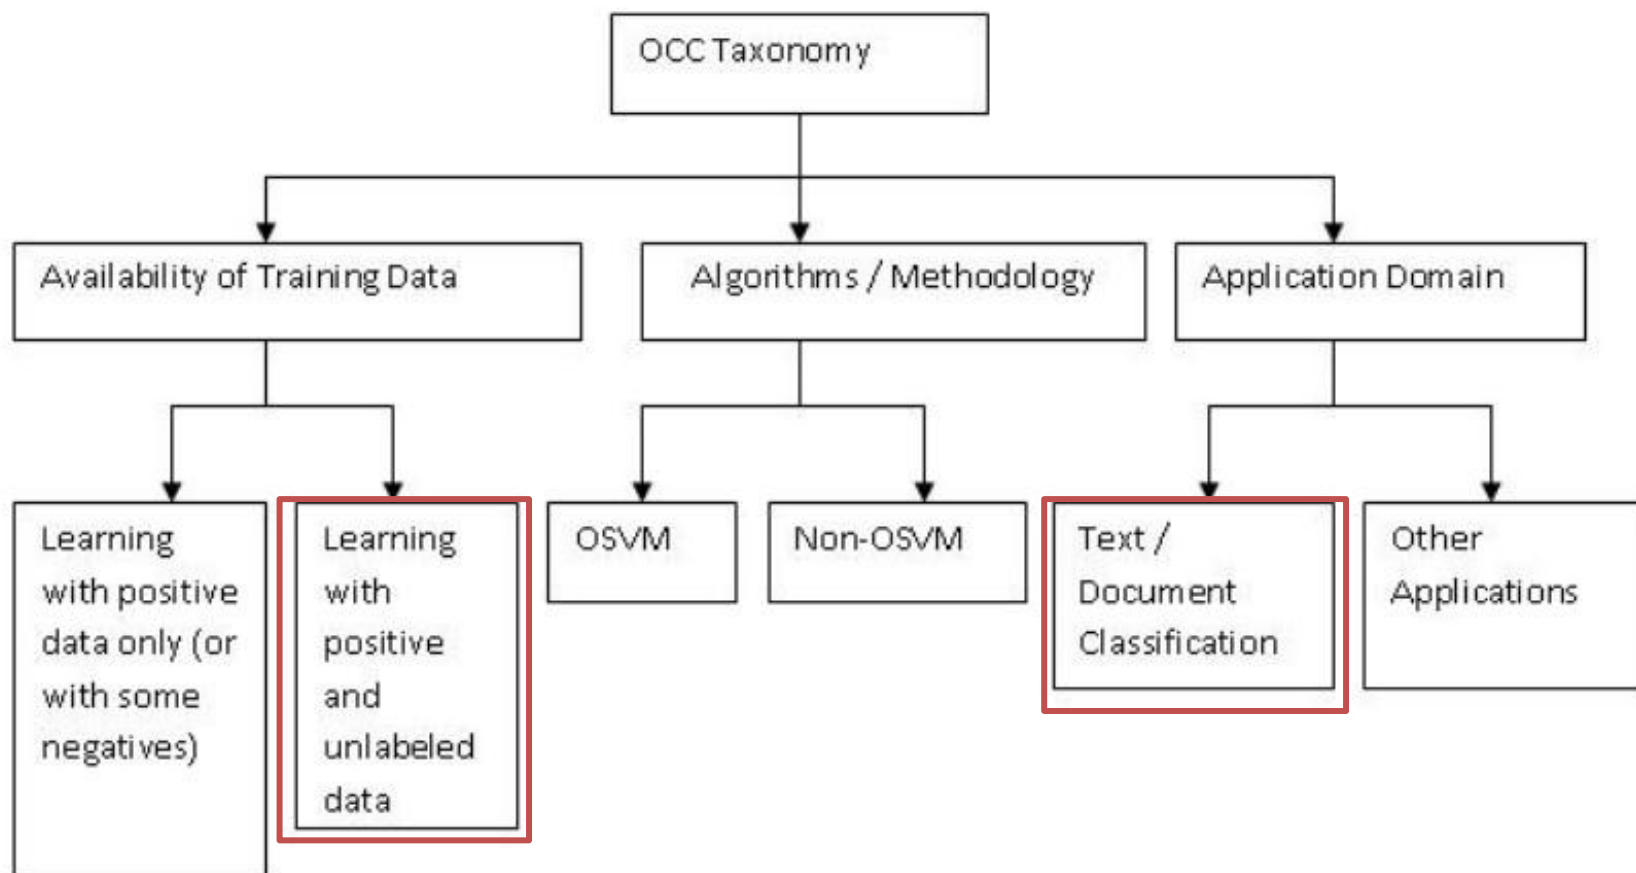 OCC Taxonomy
Availability of Training Data
Algorithms / Methodology
Application Domain
Learning
with positive
data only (or
with some
negatives)
Learning
with
positive
and
unlabeled
data
OSVM
Non-OSVM
Text /
Document
Classification
Other
Applications